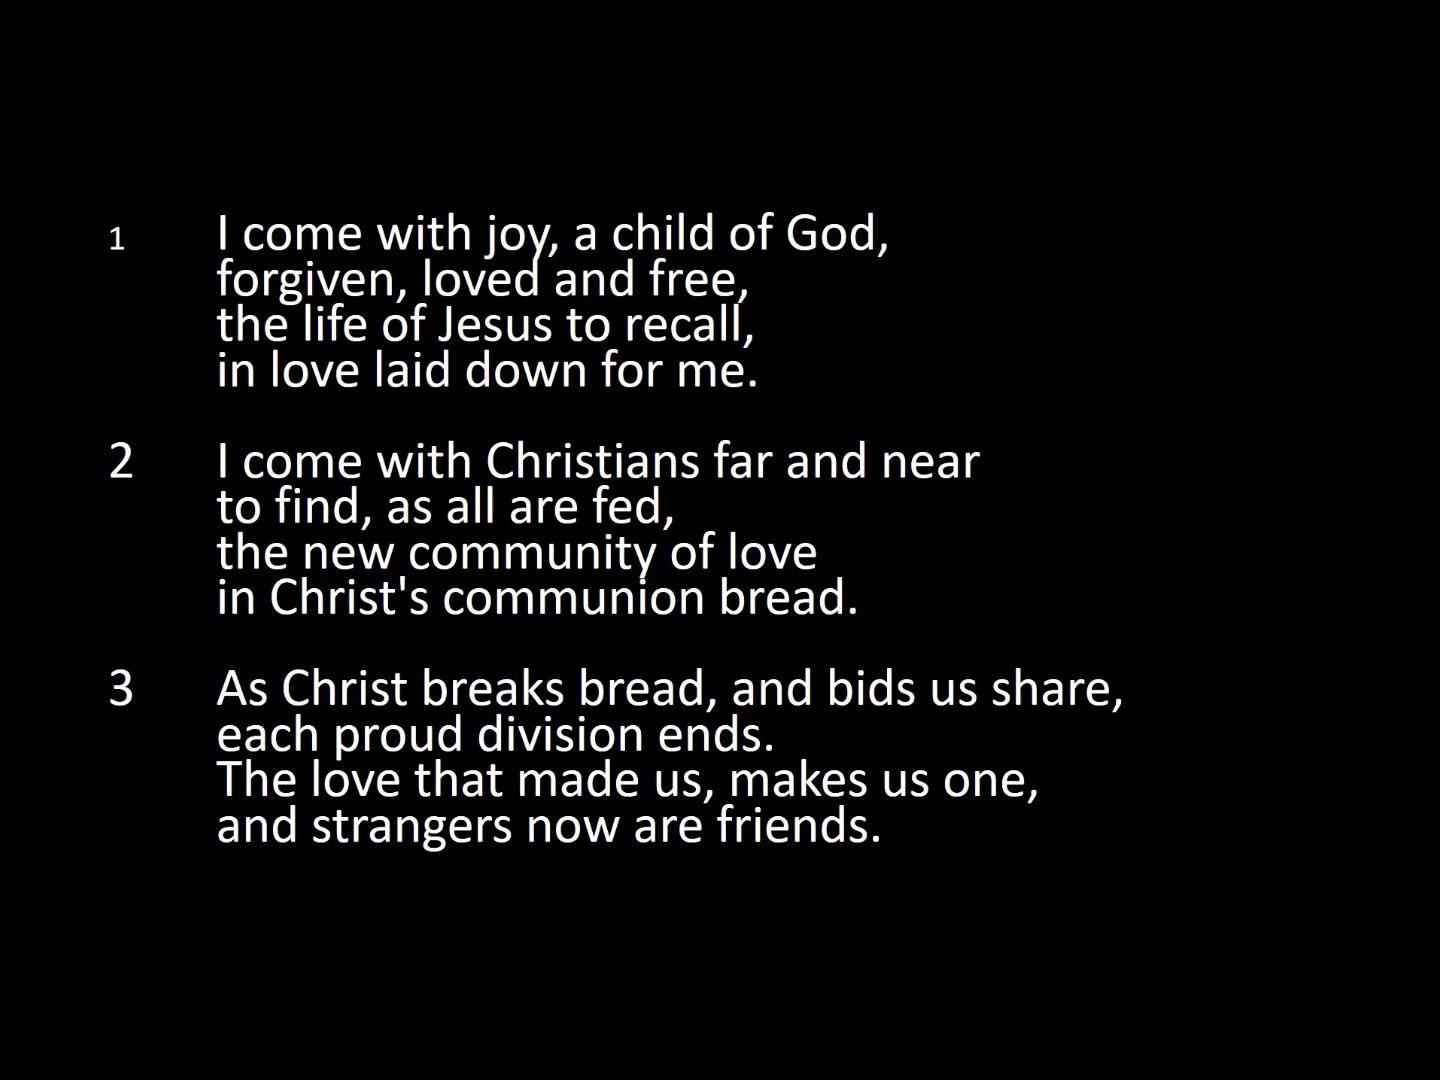 1 I come with joy, a child of God,
forgiven, loved and free,
the life of Jesus to recall,
in love laid down for me.
2 I come with Christians far and near
to find, as all are fed,
the new community of love
in Christ's communion bread.
3 As Christ breaks bread, and bids us share,
each proud division ends.
The love that made us, makes us one,
and strangers now are friends.